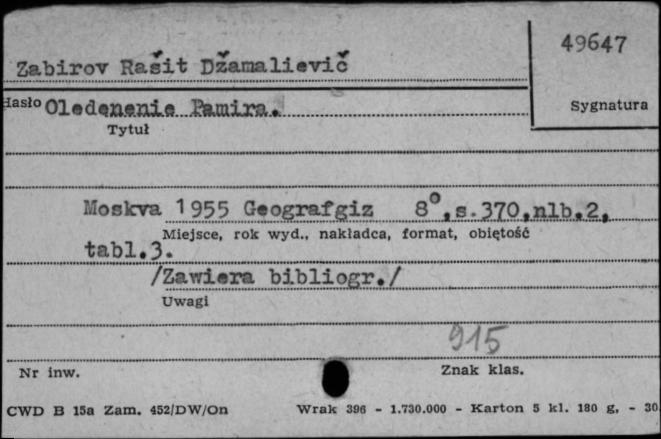 49647
Zabirov Rašit Džamalievič
Hasło Oledenenie Pamira. Sygnatura
Tytuł
Moskva 1955 Geografgiz 8°,s.370,nlb.2,
Miejsce, rok wyd., nakładca, format, obiętość
tabl.3.
/Zawiera bibliogr./
Uwagi
915
Nr inw. Znak klas.
CWD B 15a Zam. 452/DW/On Wrak 396 - 1.730.000 - Karton 5 kl. 180 g, - 30